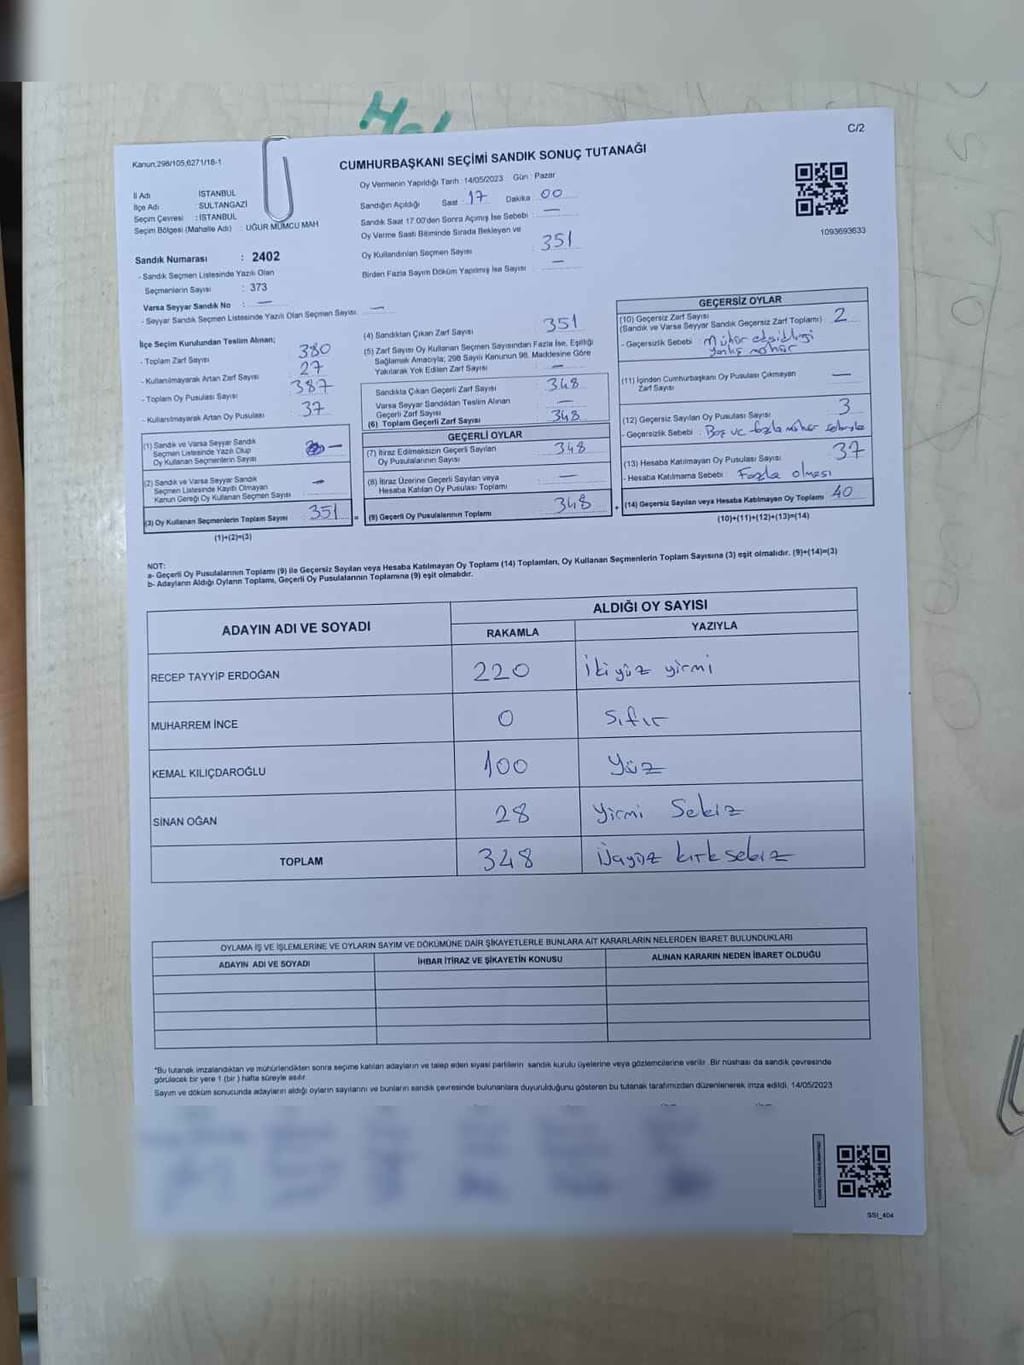 Hel
C/2
Kanun,298/105,6271/18-1
CUMHURBAŞKANI SEÇİMİ SANDIK SONUÇ TUTANAĞI
İl Adı : İSTANBUL
İlçe Adı : SULTANGAZİ
Seçim Çevresi : İSTANBUL
Seçim Bölgesi (Mahalle Adı) : UĞUR MUMCU MAH
Sandık Numarası : 2402
- Sandık Seçmen Listesinde Yazılı Olan
Seçmenlerin Sayısı : 373
Varsa Seyyar Sandık No : —
- Seyyar Sandık Seçmen Listesinde Yazılı Olan Seçmen Sayısı: —
Oy Vermenin Yapıldığı Tarih :14/05/2023 Gün : Pazar
Sandığın Açıldığı Saat 17 Dakika 00
Sandık Saat 17:00'den Sonra Açılmış İse Sebebi —
Oy Verme Saati Bitiminde Sırada Bekleyen ve
Oy Kullandırılan Seçmen Sayısı 351
Birden Fazla Sayım Döküm Yapılmış İse Sayısı —
1093693633
İlçe Seçim Kurulundan Teslim Alınan;
- Toplam Zarf Sayısı 380
- Kullanılmayarak Artan Zarf Sayısı 27
- Toplam Oy Pusulası Sayısı 387
- Kullanılmayarak Artan Oy Pusulası 37
(1) Sandık ve Varsa Seyyar Sandık
Seçmen Listesinde Yazılı Olup
Oy Kullanan Seçmenlerin Sayısı —
(2) Sandık ve Varsa Seyyar Sandık
Seçmen Listesinde Kayıtlı Olmayan
Kanun Gereği Oy Kullanan Seçmen Sayısı —
(3) Oy Kullanan Seçmenlerin Toplam Sayısı 351 =
(1)+(2)=(3)
(4) Sandıktan Çıkan Zarf Sayısı 351
(5) Zarf Sayısı Oy Kullanan Seçmen Sayısından Fazla İse, Eşitliği
Sağlamak Amacıyla; 298 Sayılı Kanunun 98. Maddesine Göre
Yakılarak Yok Edilen Zarf Sayısı —
Sandıkta Çıkan Geçerli Zarf Sayısı 348
Varsa Seyyar Sandıktan Teslim Alınan
Geçerli Zarf Sayısı —
(6) Toplam Geçerli Zarf Sayısı 348
GEÇERLİ OYLAR
(7) İtiraz Edilmeksizin Geçerli Sayılan
Oy Pusulalarının Sayısı 348
(8) İtiraz Üzerine Geçerli Sayılan veya
Hesaba Katılan Oy Pusulası Toplamı —
(9) Geçerli Oy Pusulalarının Toplamı 348 +
GEÇERSİZ OYLAR
(10) Geçersiz Zarf Sayısı
(Sandık ve Varsa Seyyar Sandık Geçersiz Zarf Toplamı) 2
- Geçersizlik Sebebi : Mühür eksikliği
yanlış mühür
(11) İçinden Cumhurbaşkanı Oy Pusulası Çıkmayan
Zarf Sayısı —
(12) Geçersiz Sayılan Oy Pusulası Sayısı 3
- Geçersizlik Sebebi : Boş ve fazla mühür sebebiyle
(13) Hesaba Katılmayan Oy Pusulası Sayısı 37
- Hesaba Katılmama Sebebi : Fazla olması
(14) Geçersiz Sayılan veya Hesaba Katılmayan Oy Toplamı 40
(10)+(11)+(12)+(13)=(14)
NOT:
a- Geçerli Oy Pusulalarının Toplamı (9) ile Geçersiz Sayılan veya Hesaba Katılmayan Oy Toplamı (14) Toplamları, Oy Kullanan Seçmenlerin Toplam Sayısına (3) eşit olmalıdır. (9)+(14)=(3)
b- Adayların Aldığı Oyların Toplamı, Geçerli Oy Pusulalarının Toplamına (9) eşit olmalıdır.
ADAYIN ADI VE SOYADI
ALDIĞI OY SAYISI
RAKAMLA YAZIYLA
RECEP TAYYİP ERDOĞAN 220 İkiyüz yirmi
MUHARREM İNCE 0 Sıfır
KEMAL KILIÇDAROĞLU 100 Yüz
SİNAN OĞAN 28 Yirmi Sekiz
TOPLAM 348 Üçyüz kırksekiz
OYLAMA İŞ VE İŞLEMLERİNE VE OYLARIN SAYIM VE DÖKÜMÜNE DAİR ŞİKAYETLERLE BUNLARA AİT KARARLARIN NELERDEN İBARET BULUNDUKLARI
ADAYIN ADI VE SOYADI İHBAR İTİRAZ VE ŞİKAYETİN KONUSU ALINAN KARARIN NEDEN İBARET OLDUĞU
*Bu tutanak imzalandıktan ve mühürlendikten sonra seçime katılan adayların ve talep eden siyasi partilerin sandık kurulu üyelerine veya gözlemcilerine verilir. Bir nüshası da sandık çevresinde
görülecek bir yere 1 (bir) hafta süreyle asılır.
Sayım ve döküm sonucunda adayların aldığı oyların sayılarını ve bunların sandık çevresinde bulunanlara duyurulduğunu gösteren bu tutanak tarafımızdan düzenlenerek imza edildi. 14/05/2023
SSI_404